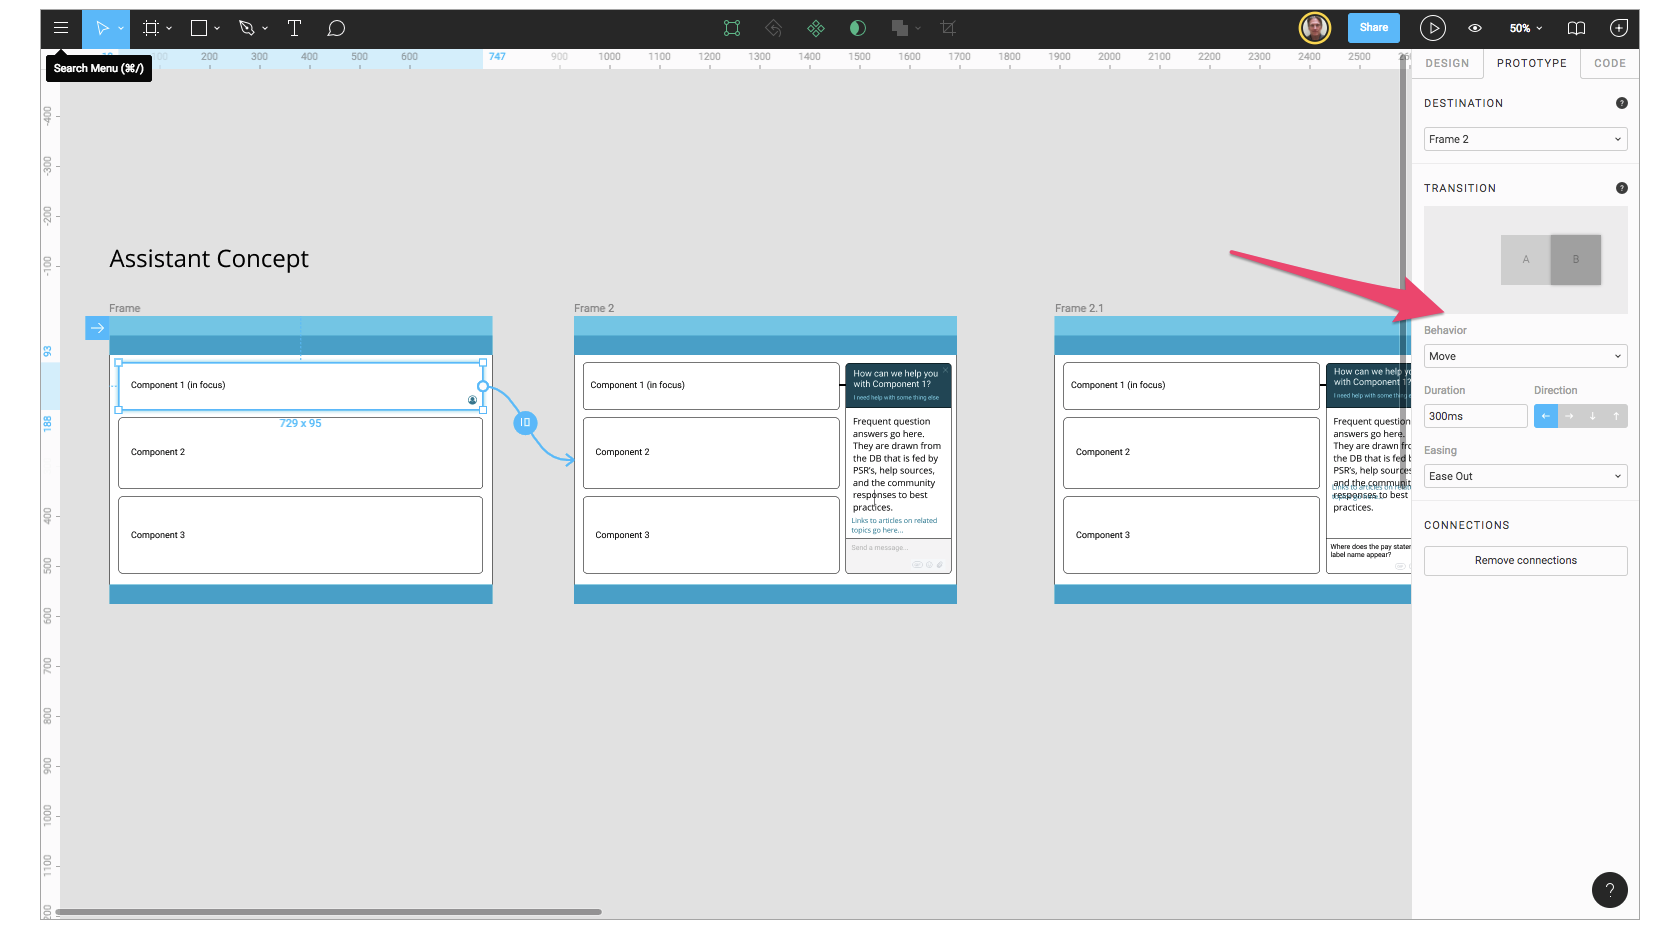 Share
50%
Search Menu (⌘/)
200 300 400 500 600 747 900 1000 1100 1200 1300 1400 1500 1600 1700 1800 1900 2000 2100 2200 2300 2400 2500
DESIGN PROTOTYPE CODE
DESTINATION
Frame 2
TRANSITION
A B
Behavior
Move
Duration Direction
300ms
Easing
Ease Out
CONNECTIONS
Remove connections
-400
-300
-200
-100
93
188
400
500
600
700
800
900
1000
1100
Assistant Concept
Frame
Component 1 (in focus)
729 x 95
Component 2
Component 3
Frame 2
Component 1 (in focus)
Component 2
Component 3
How can we help you
with Component 1?
I need help with some thing else
Frequent question
answers go here.
They are drawn from
the DB that is fed by
PSR's, help sources,
and the community
responses to best
practices.
Links to articles on related
topics go here...
Send a message...
Frame 2.1
Component 1 (in focus)
Component 2
Component 3
How can we help you
with Component 1?
I need help with some thing e
Frequent question
answers go here.
They are drawn fr
the DB that is fed b
PSR's, help source
and the communit
Links to articles on
responses to best
practices.
Where does the pay state
label name appear?
?